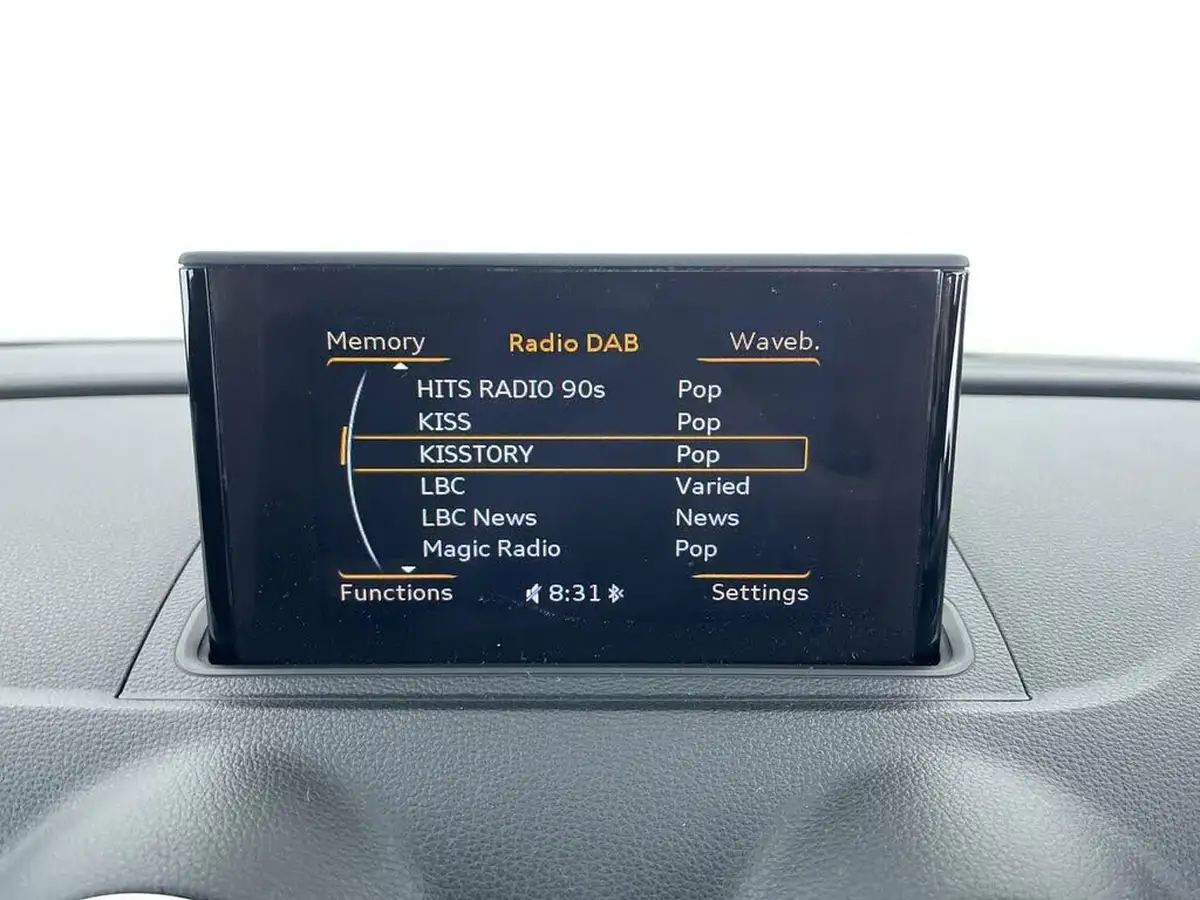 Memory Radio DAB Waveb.
HITS RADIO 90s Pop
KISS Pop
KISSTORY Pop
LBC Varied
LBC News News
Magic Radio Pop
Functions 8:31 Settings